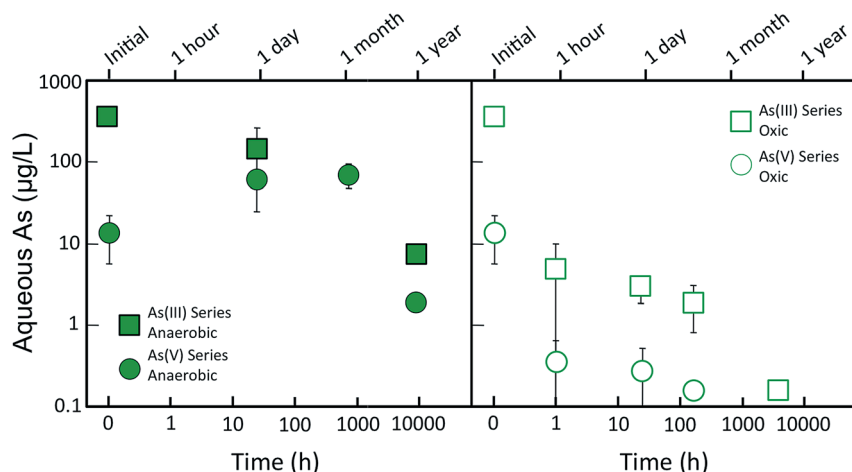 Initial
1 hour
1 day
1 month
1 year
Initial
1 hour
1 day
1 month
1 year
1000
100
10
1
0.1
Aqueous As (µg/L)
As(III) Series
Anaerobic
As(V) Series
Anaerobic
As(III) Series
Oxic
As(V) Series
Oxic
0 1 10 100 1000 10000
0 1 10 100 1000 10000
Time (h)
Time (h)